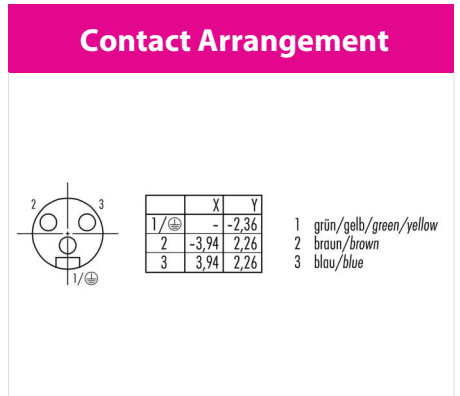 Contact Arrangement
2 3
1/⏚
X Y
1/⏚ - -2,36
2 -3,94 2,26
3 3,94 2,26
1 grün/gelb/green/yellow
2 braun/brown
3 blau/blue